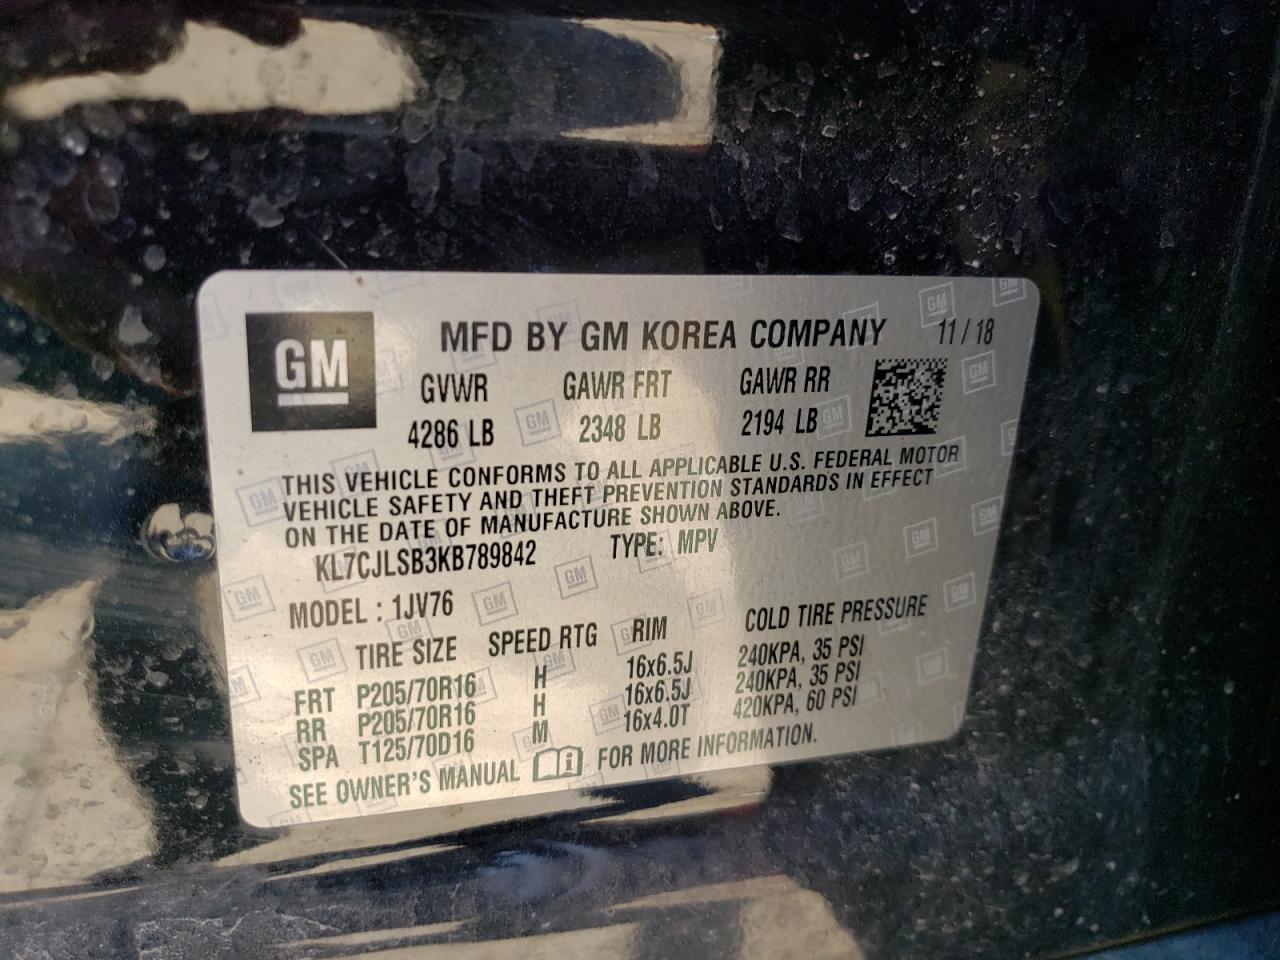 GM
MFD BY GM KOREA COMPANY 11 / 18
GVWR GAWR FRT GAWR RR
4286 LB 2348 LB 2194 LB
THIS VEHICLE CONFORMS TO ALL APPLICABLE U.S. FEDERAL MOTOR
VEHICLE SAFETY AND THEFT PREVENTION STANDARDS IN EFFECT
ON THE DATE OF MANUFACTURE SHOWN ABOVE.
KL7CJLSB3KB789842 TYPE: MPV
MODEL : 1JV76
TIRE SIZE SPEED RTG RIM COLD TIRE PRESSURE
FRT P205/70R16 H 16x6.5J 240KPA, 35 PSI
RR P205/70R16 H 16x6.5J 240KPA, 35 PSI
SPA T125/70D16 M 16x4.0T 420KPA, 60 PSI
SEE OWNER'S MANUAL i FOR MORE INFORMATION.